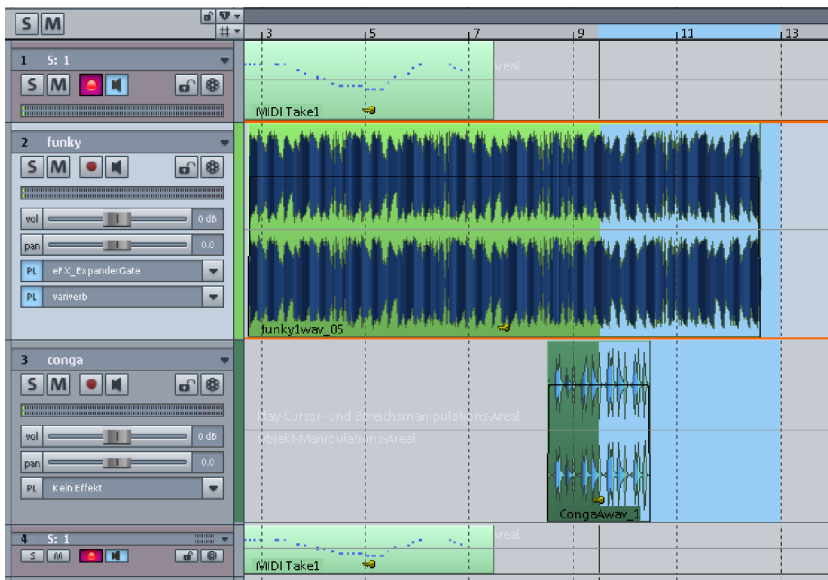 S M
3 5 7 9 11 13
1 S: 1
S M
Areal
MIDI Take1
2 funky
S M
vol 0 dB
pan 0.0
PL eFX_ExpanderGate
PL variverb
funky1wav_05
3 conga
S M
vol 0 dB
pan 0.0
PL Kein Effekt
Play-Cursor- und Bereichsmanipulations-Areal
Objekt-Manipulations-Areal
CongaAwav_1
4 S: 1
S M
Areal
MIDI Take1